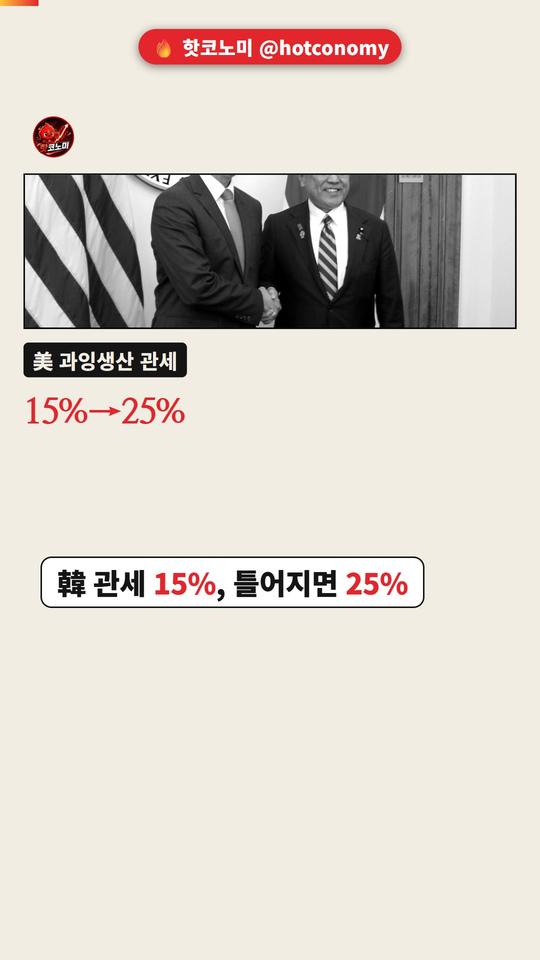 🔥 핫코노미 @hotconomy
핫코노미
美 과잉생산 관세
15%→25%
韓 관세 15%, 틀어지면 25%